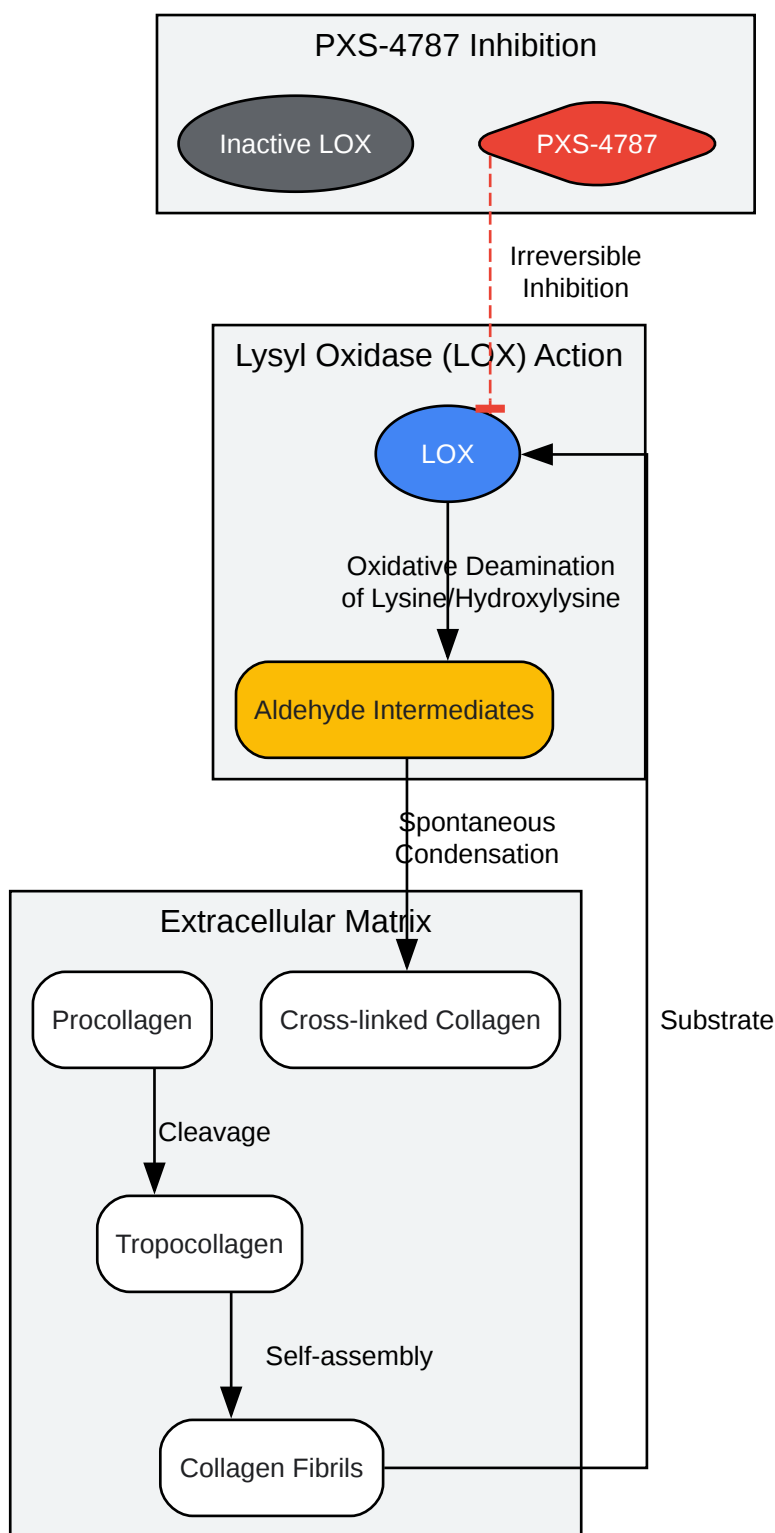 PXS-4787 Inhibition
Inactive LOX
PXS-4787
Irreversible
Inhibition
Lysyl Oxidase (LOX) Action
LOX
Oxidative Deamination
of Lysine/Hydroxylysine
Aldehyde Intermediates
Spontaneous
Condensation
Extracellular Matrix
Procollagen
Cross-linked Collagen
Substrate
Cleavage
Tropocollagen
Self-assembly
Collagen Fibrils